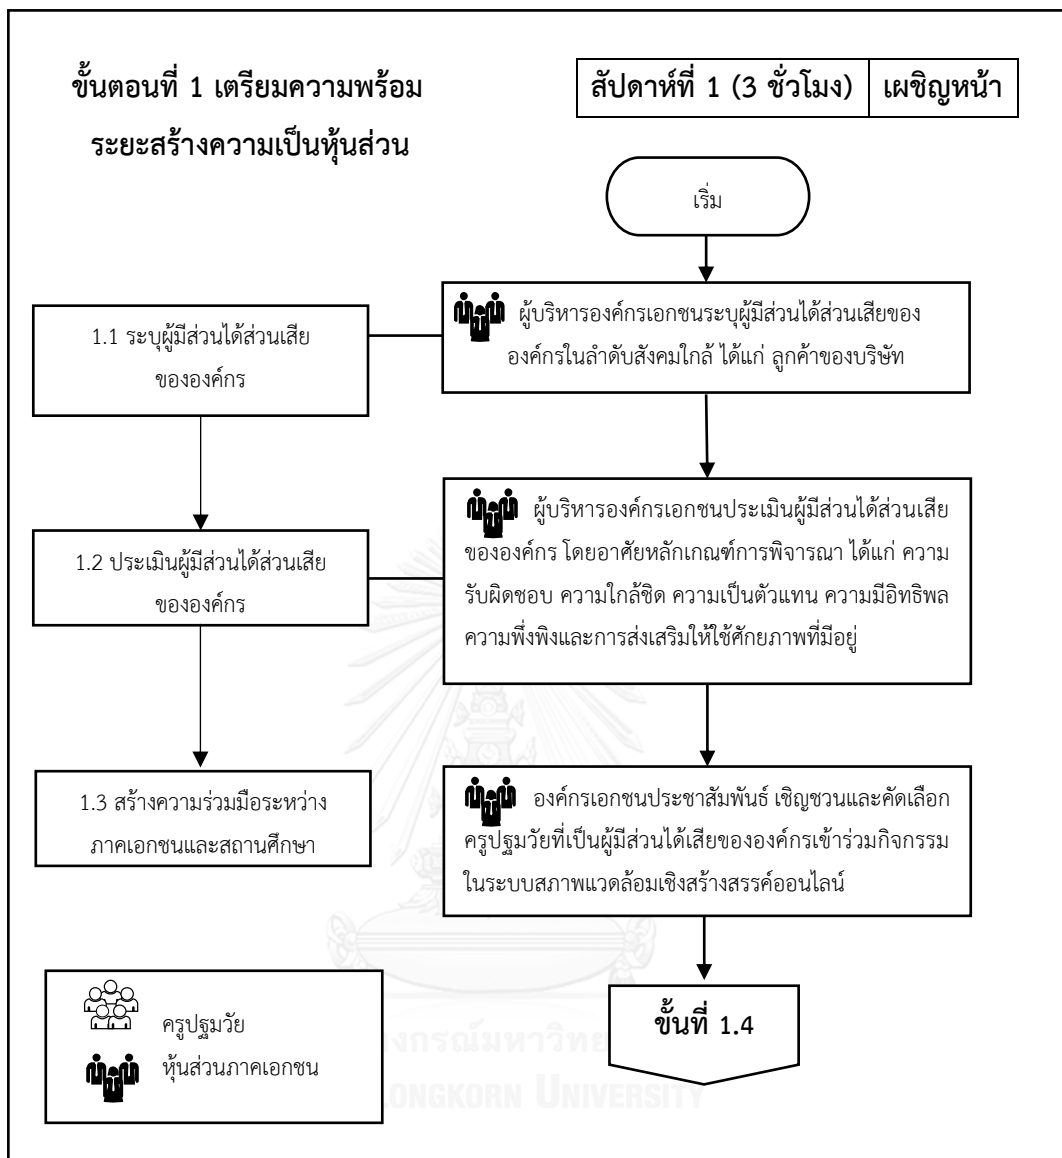 ขั้นตอนที่ 1 เตรียมความพร้อม
ระยะสร้างความเป็นหุ้นส่วน
สัปดาห์ที่ 1 (3 ชั่วโมง) เผชิญหน้า
เริ่ม
1.1 ระบุผู้มีส่วนได้ส่วนเสีย
ขององค์กร
ผู้บริหารองค์กรเอกชนระบุผู้มีส่วนได้ส่วนเสียของ
องค์กรในลำดับสังคมใกล้ ได้แก่ ลูกค้าของบริษัท
1.2 ประเมินผู้มีส่วนได้ส่วนเสีย
ขององค์กร
ผู้บริหารองค์กรเอกชนประเมินผู้มีส่วนได้ส่วนเสีย
ขององค์กร โดยอาศัยหลักเกณฑ์การพิจารณา ได้แก่ ความ
รับผิดชอบ ความใกล้ชิด ความเป็นตัวแทน ความมีอิทธิพล
ความพึ่งพิงและการส่งเสริมให้ใช้ศักยภาพที่มีอยู่
1.3 สร้างความร่วมมือระหว่าง
ภาคเอกชนและสถานศึกษา
องค์กรเอกชนประชาสัมพันธ์ เชิญชวนและคัดเลือก
ครูปฐมวัยที่เป็นผู้มีส่วนได้เสียขององค์กรเข้าร่วมกิจกรรม
ในระบบสภาพแวดล้อมเชิงสร้างสรรค์ออนไลน์
ขั้นที่ 1.4
ครูปฐมวัย
หุ้นส่วนภาคเอกชน
งกรณ์มหาวิทย
LONGKORN UNIVERSITY